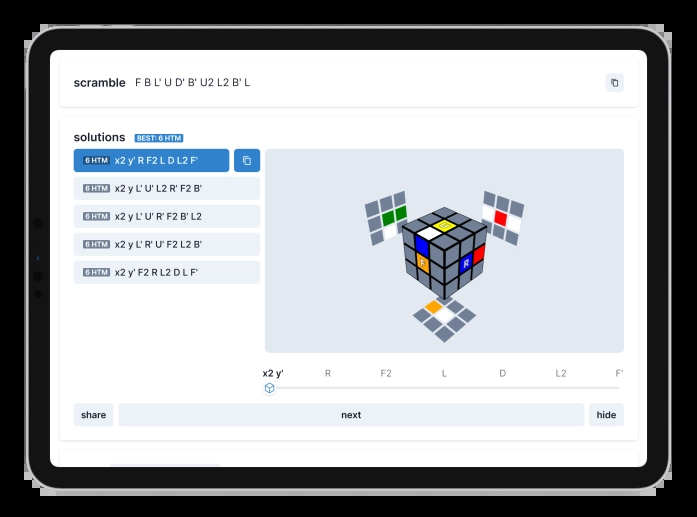 scramble F B L' U D' B' U2 L2 B' L
solutions BEST: 6 HTM
6 HTM x2 y' R F2 L D L2 F'
6 HTM x2 y L' U' L2 R' F2 B'
6 HTM x2 y L' U' R' F2 B' L2
6 HTM x2 y L' R' U' F2 L2 B'
6 HTM x2 y' F2 R L2 D L F'
F R
x2 y' R F2 L D L2 F'
share next hide